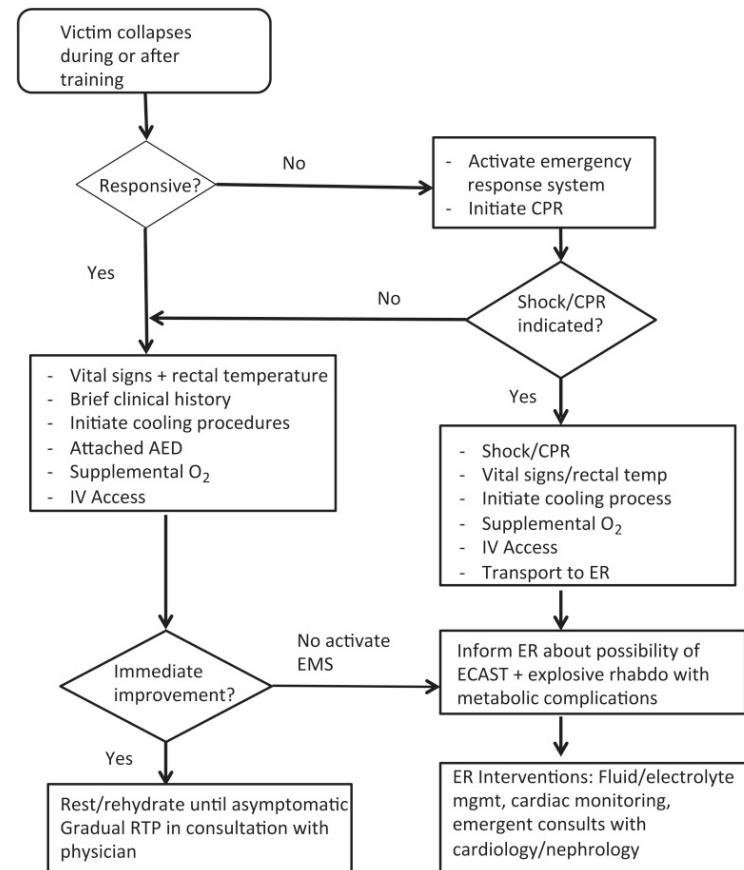 Victim collapses
during or after
training
Responsive?
No
- Activate emergency
response system
- Initiate CPR
Yes
No
Shock/CPR
indicated?
- Vital signs + rectal temperature
- Brief clinical history
- Initiate cooling procedures
- Attached AED
- Supplemental O₂
- IV Access
Yes
- Shock/CPR
- Vital signs/rectal temp
- Initiate cooling process
- Supplemental O₂
- IV Access
- Transport to ER
Immediate
improvement?
No activate
EMS
Inform ER about possibility of
ECAST + explosive rhabdo with
metabolic complications
Yes
Rest/rehydrate until asymptomatic
Gradual RTP in consultation with
physician
ER Interventions: Fluid/electrolyte
mgmt, cardiac monitoring,
emergent consults with
cardiology/nephrology